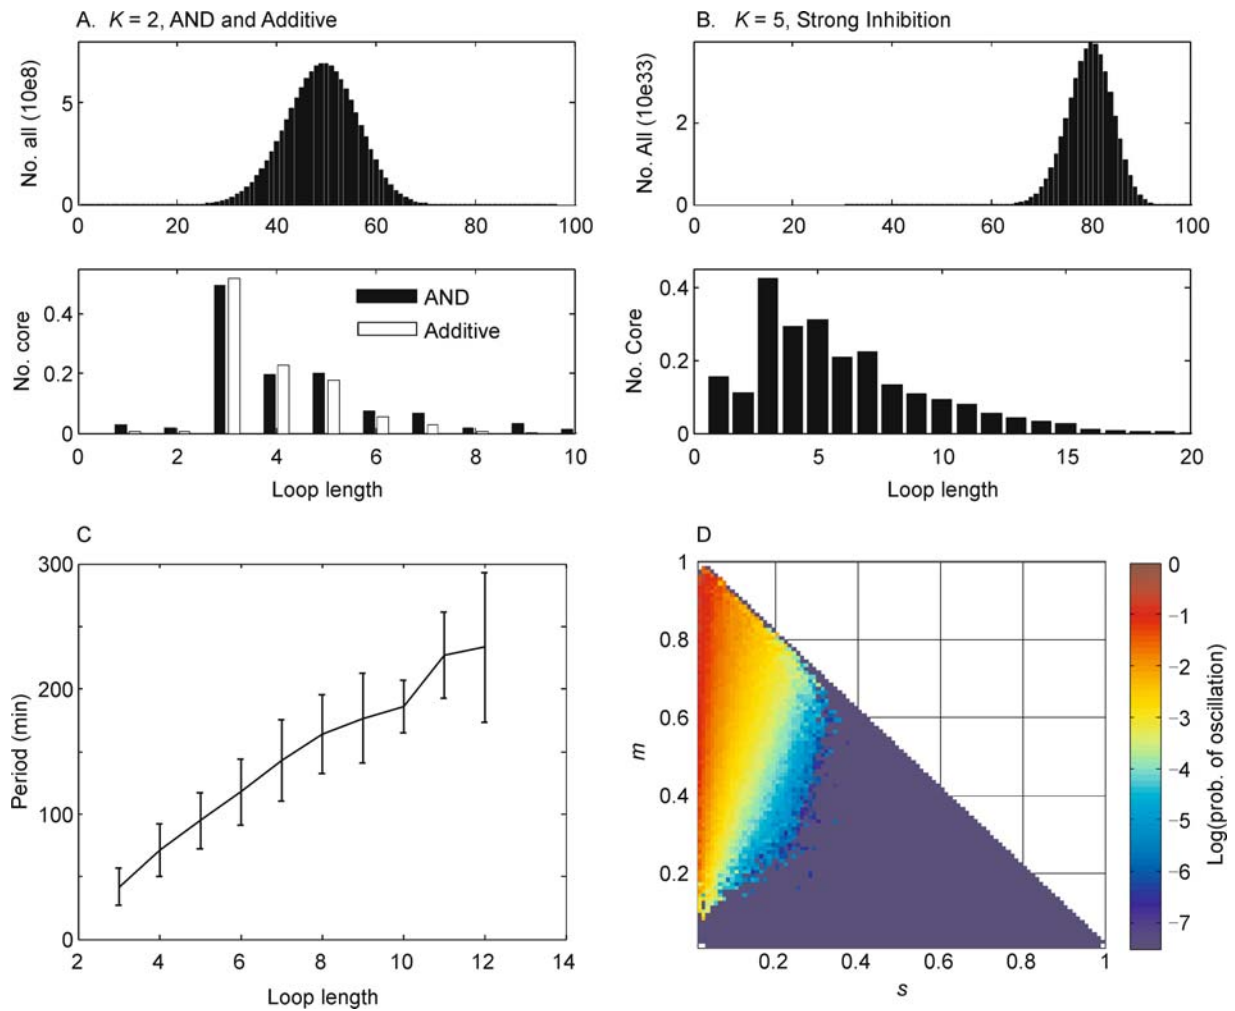 A. K = 2, AND and Additive
No. all (10e8)
5
0
0 20 40 60 80 100
No. core
0.4
0.2
0
AND
Additive
0 2 4 6 8 10
Loop length
B. K = 5, Strong Inhibition
No. All (10e33)
2
0
0 20 40 60 80 100
No. Core
0.4
0.2
0
0 5 10 15 20
Loop length
C
Period (min)
300
200
100
0
2 4 6 8 10 12 14
Loop length
D
m
1
0.8
0.6
0.4
0.2
0.2 0.4 0.6 0.8 1
s
0
−1
−2
−3
−4
−5
−6
−7
Log(prob. of oscillation)